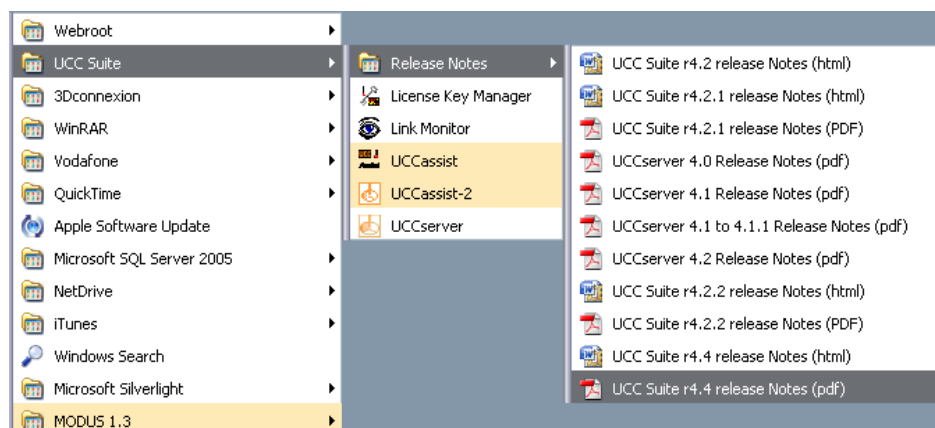 Webroot
UCC Suite
3Dconnexion
WinRAR
Vodafone
QuickTime
Apple Software Update
Microsoft SQL Server 2005
NetDrive
iTunes
Windows Search
Microsoft Silverlight
MODUS 1.3
Release Notes
License Key Manager
Link Monitor
UCCassist
UCCassist-2
UCCserver
UCC Suite r4.2 release Notes (html)
UCC Suite r4.2.1 release Notes (html)
UCC Suite r4.2.1 release Notes (PDF)
UCCserver 4.0 Release Notes (pdf)
UCCserver 4.1 Release Notes (pdf)
UCCserver 4.1 to 4.1.1 Release Notes (pdf)
UCCserver 4.2 Release Notes (pdf)
UCC Suite r4.2.2 release Notes (html)
UCC Suite r4.2.2 release Notes (PDF)
UCC Suite r4.4 release Notes (html)
UCC Suite r4.4 release Notes (pdf)